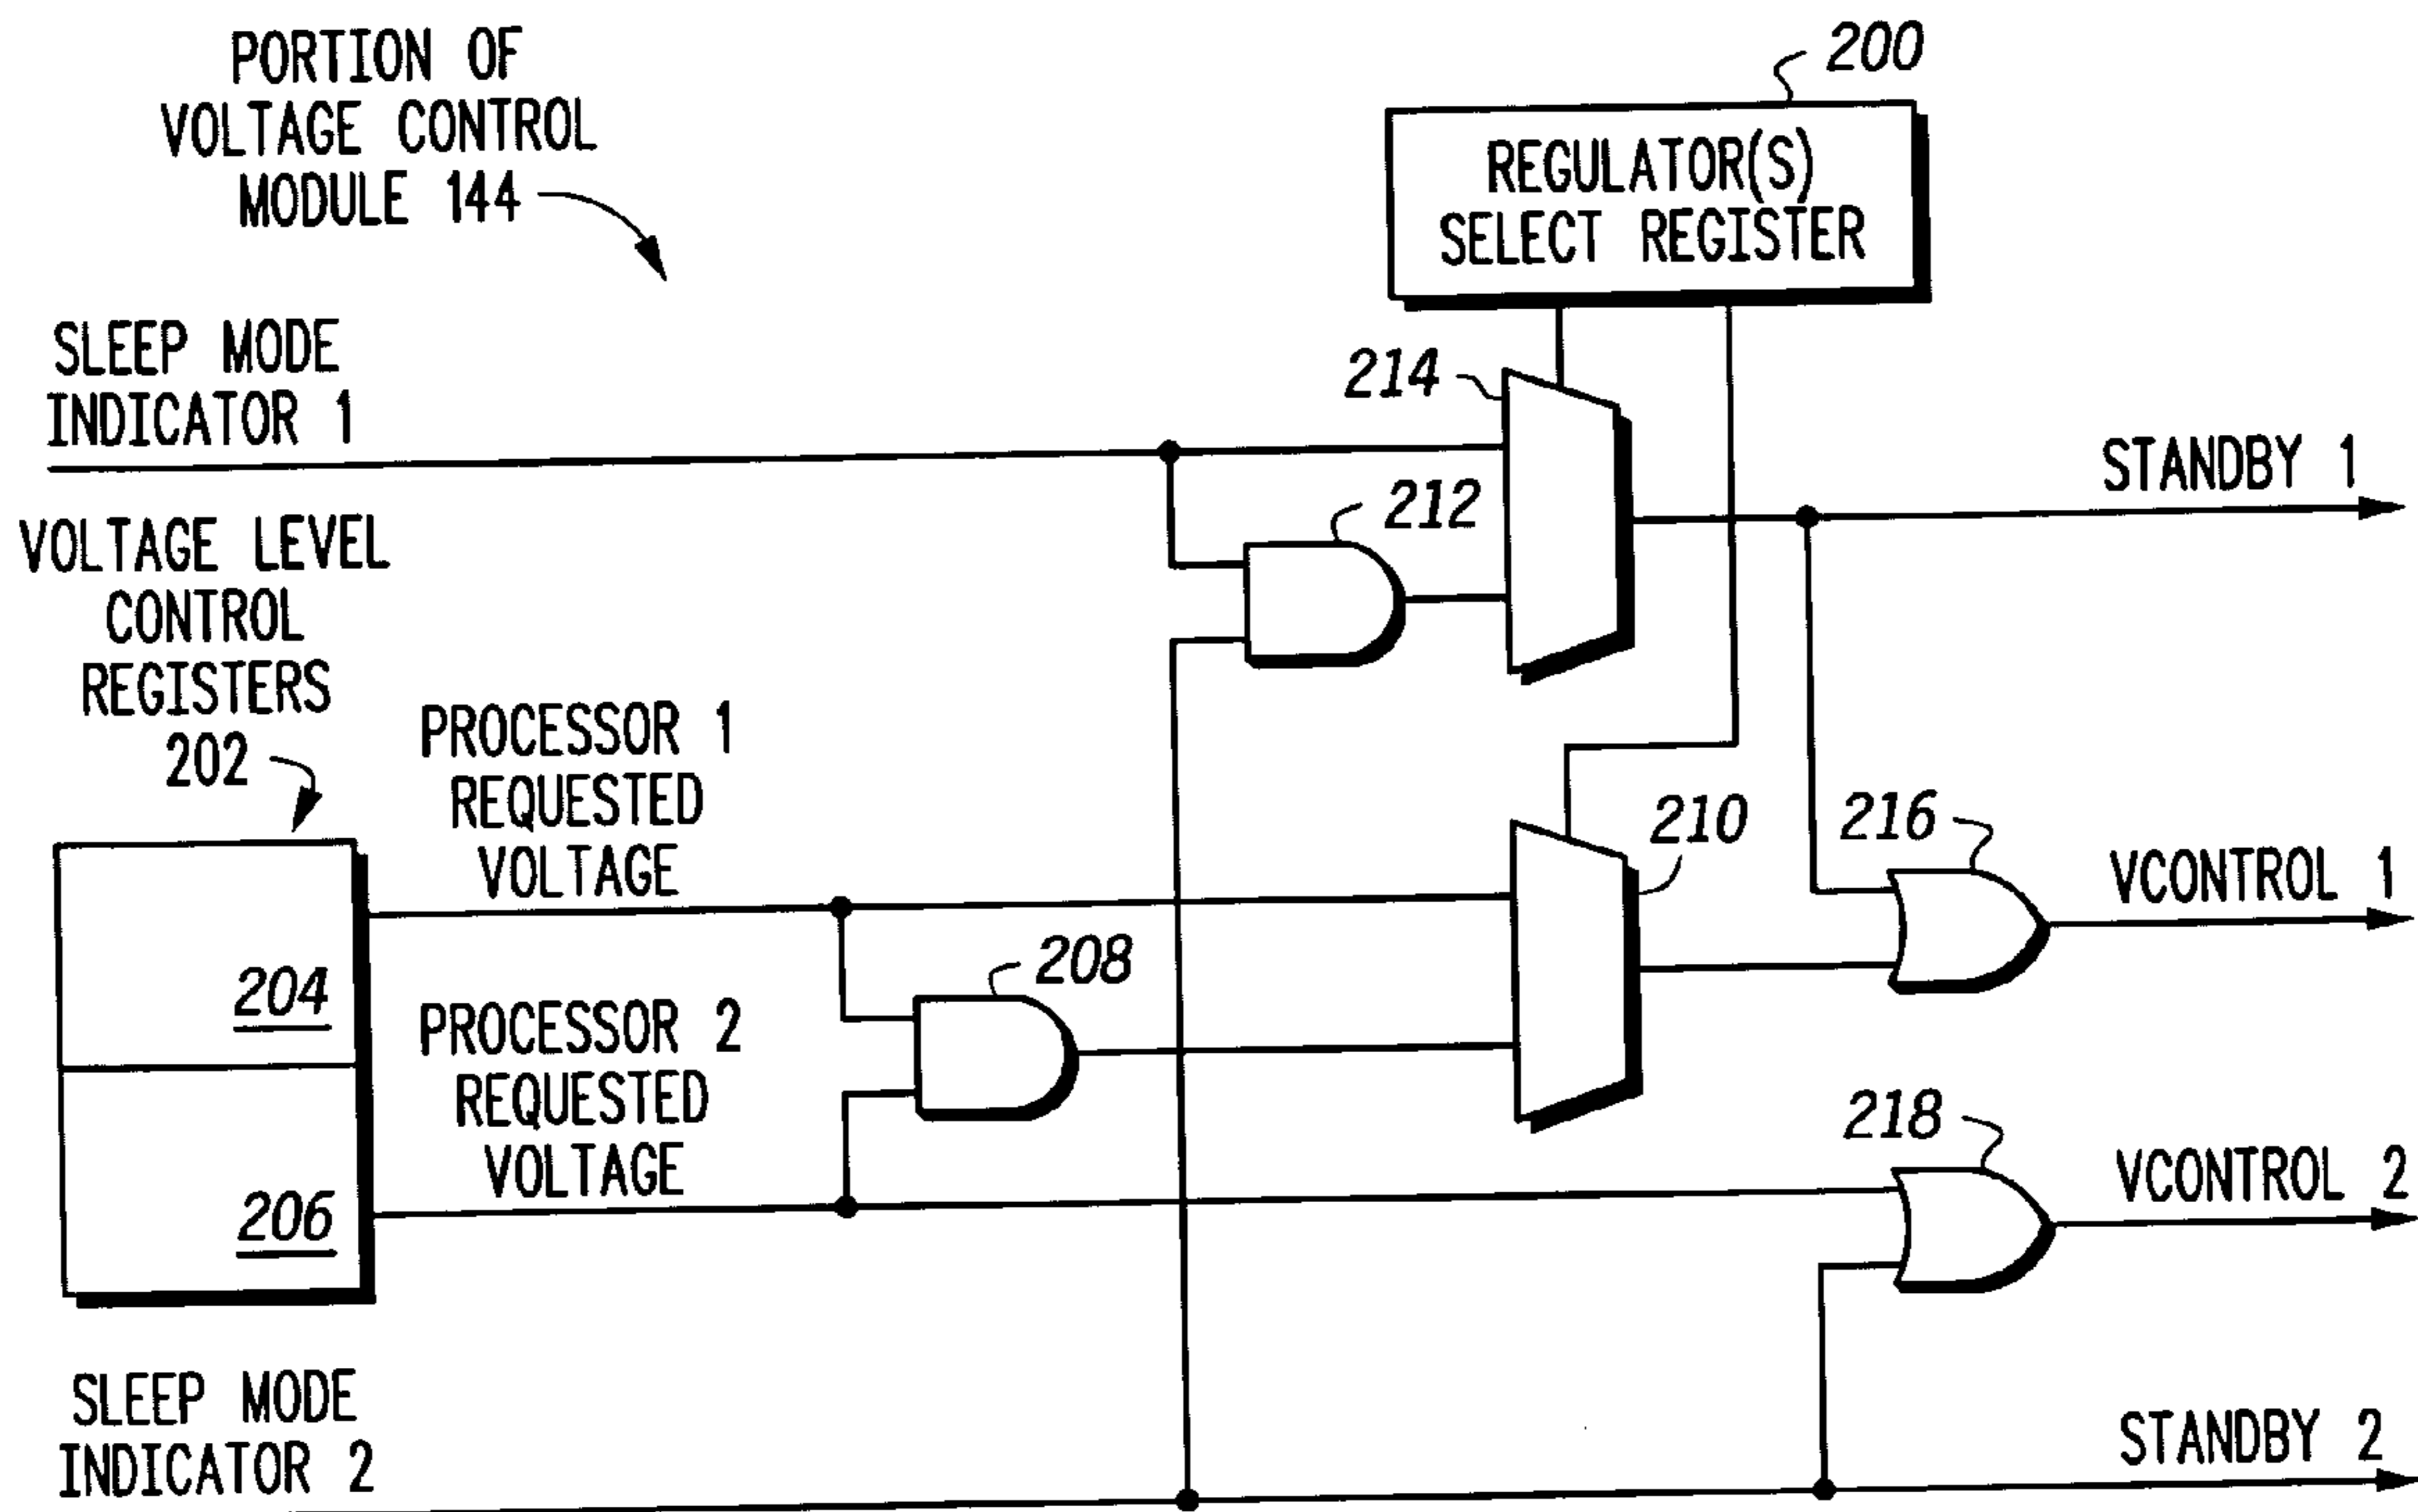 PORTION OF
VOLTAGE CONTROL
MODULE 144
200
REGULATOR(S)
SELECT REGISTER
SLEEP MODE
INDICATOR 1
214
STANDBY 1
212
VOLTAGE LEVEL
CONTROL
REGISTERS
202
PROCESSOR 1
REQUESTED
VOLTAGE
210
216
VCONTROL 1
204
208
PROCESSOR 2
REQUESTED
VOLTAGE
218
VCONTROL 2
206
SLEEP MODE
INDICATOR 2
STANDBY 2